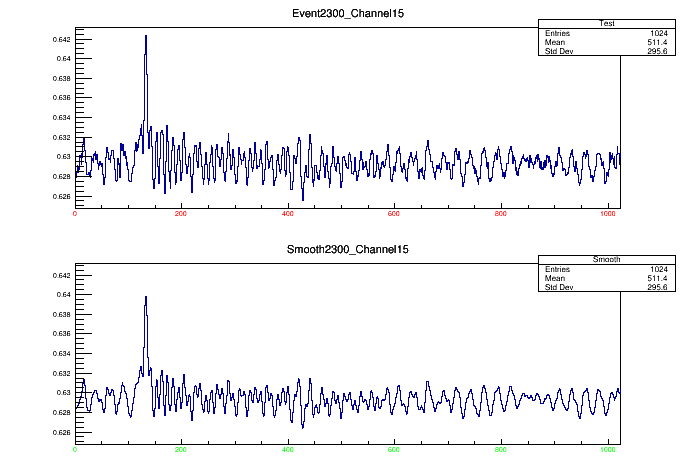 Event2300_Channel15
Test
Entries 1024
Mean 511.4
Std Dev 295.6
0.642
0.64
0.638
0.636
0.634
0.632
0.63
0.628
0.626
0 200 400 600 800 1000
Smooth2300_Channel15
Smooth
Entries 1024
Mean 511.4
Std Dev 295.6
0.642
0.64
0.638
0.636
0.634
0.632
0.63
0.628
0.626
0 200 400 600 800 1000